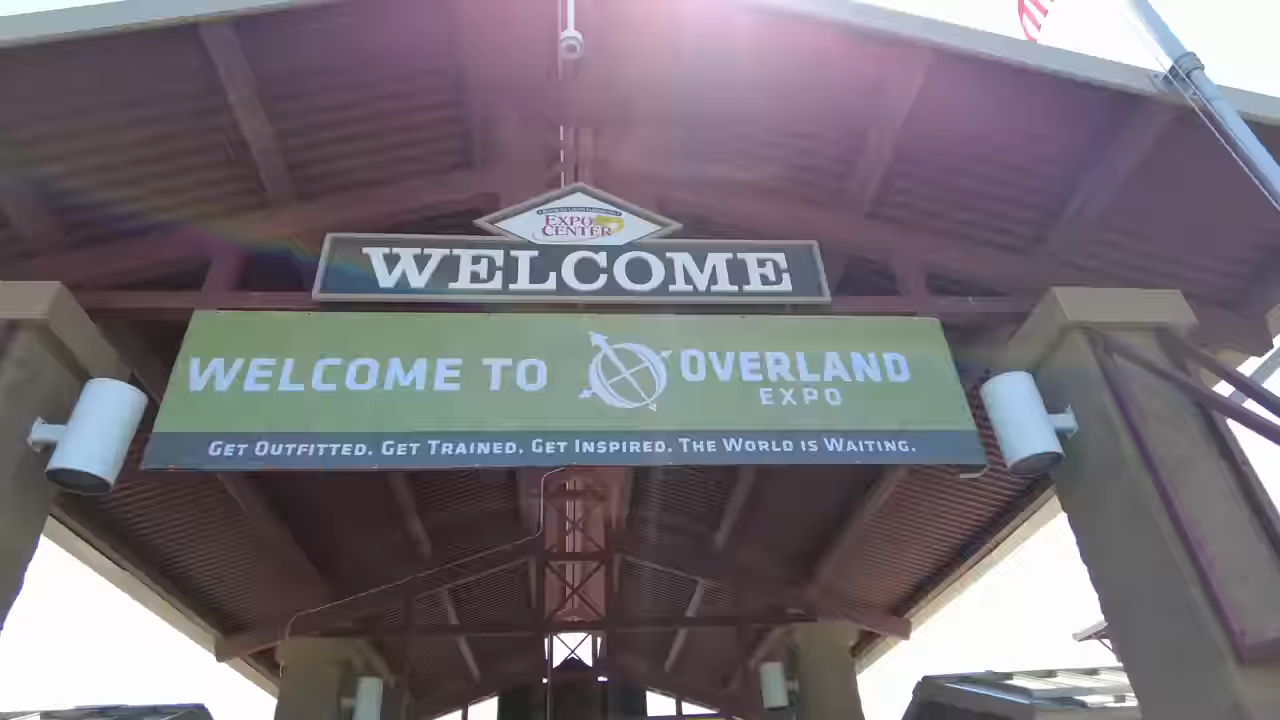 EXPO
CENTER
WELCOME
WELCOME TO OVERLAND
EXPO
GET OUTFITTED. GET TRAINED. GET INSPIRED. THE WORLD IS WAITING.